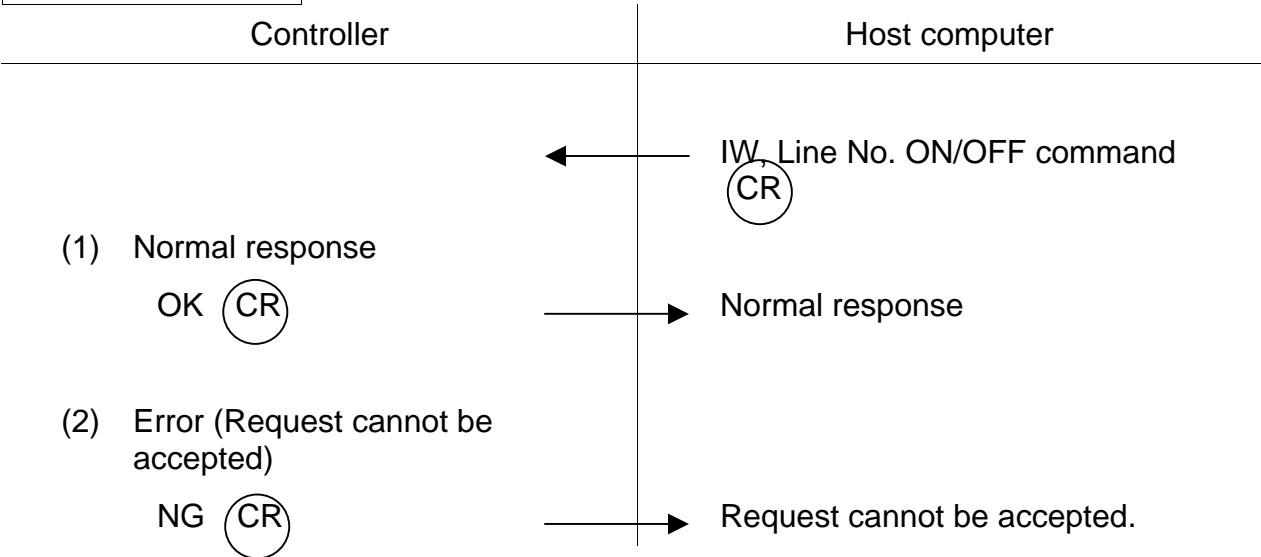 Controller Host computer
IW, Line No. ON/OFF command
CR
(1) Normal response
OK CR Normal response
(2) Error (Request cannot be
accepted)
NG CR Request cannot be accepted.